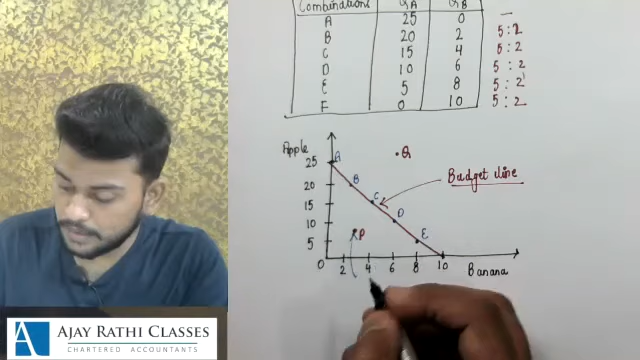 Combinations QA QB
A 25 0 —
B 20 2 5:2
C 15 4 5:2
D 10 6 5:2
E 5 8 5:2
F 0 10 5:2
Apple
25
20
15
10
5
0 2 4 6 8 10 Banana
A
B
C
D
E
P
Q
Budget line
AJAY RATHI CLASSES
CHARTERED ACCOUNTANTS